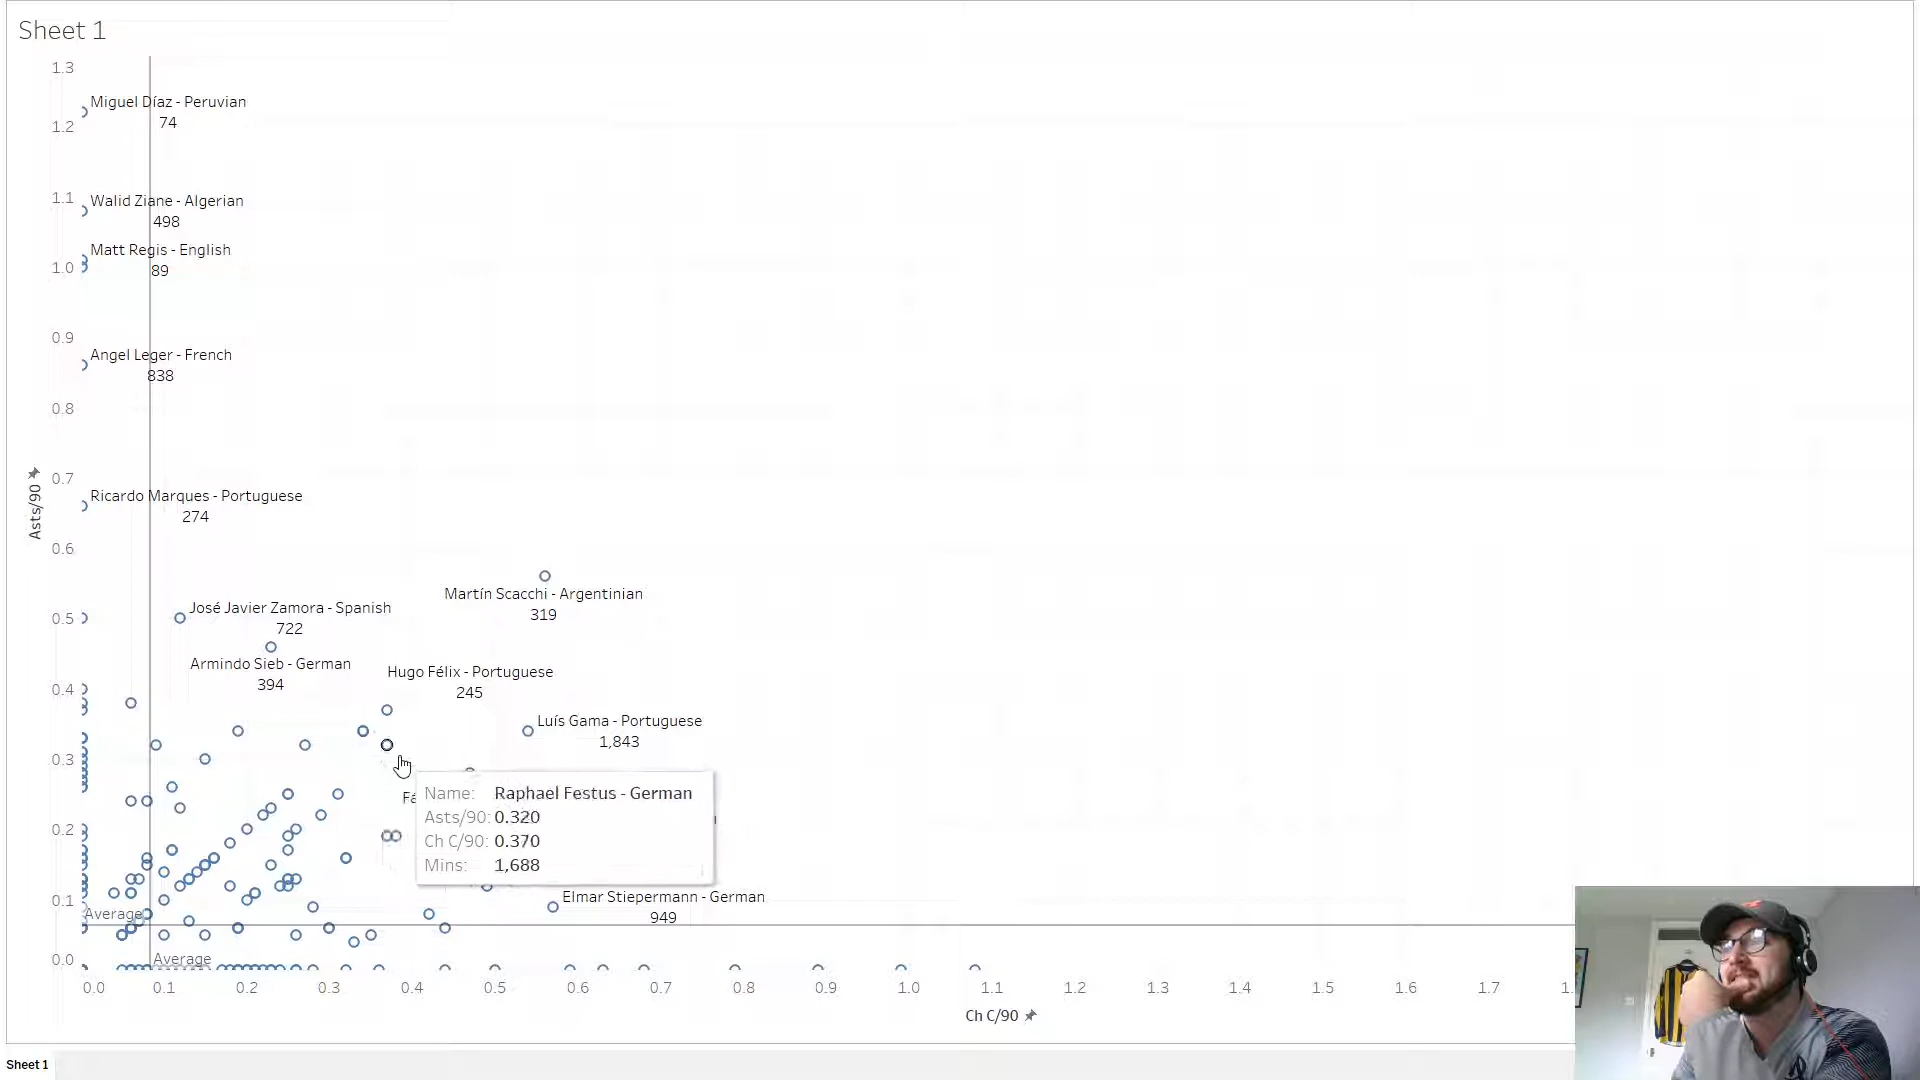 Sheet 1
1.3
Miguel Díaz - Peruvian
74
1.2
1.1
Walid Ziane - Algerian
498
Matt Regis - English
89
1.0
0.9
Angel Leger - French
838
0.8
0.7
Ricardo Marques - Portuguese
274
Asts/90
0.6
Martín Scacchi - Argentinian
319
0.5
José Javier Zamora - Spanish
722
Armindo Sieb - German
394
Hugo Félix - Portuguese
245
0.4
Luís Gama - Portuguese
1,843
0.3
Fá
Name: Raphael Festus - German
Asts/90: 0.320
Ch C/90: 0.370
Mins: 1,688
0.2
0.1
Elmar Stiepermann - German
949
Average
Average
0.0
0.0 0.1 0.2 0.3 0.4 0.5 0.6 0.7 0.8 0.9 1.0 1.1 1.2 1.3 1.4 1.5 1.6 1.7 1.
Ch C/90
Sheet 1